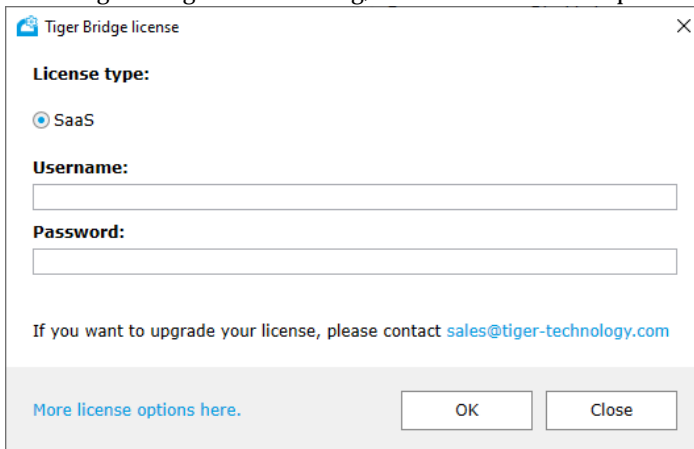 Tiger Bridge license
License type:
SaaS
Username:
Password:
If you want to upgrade your license, please contact sales@tiger-technology.com
More license options here.
OK
Close